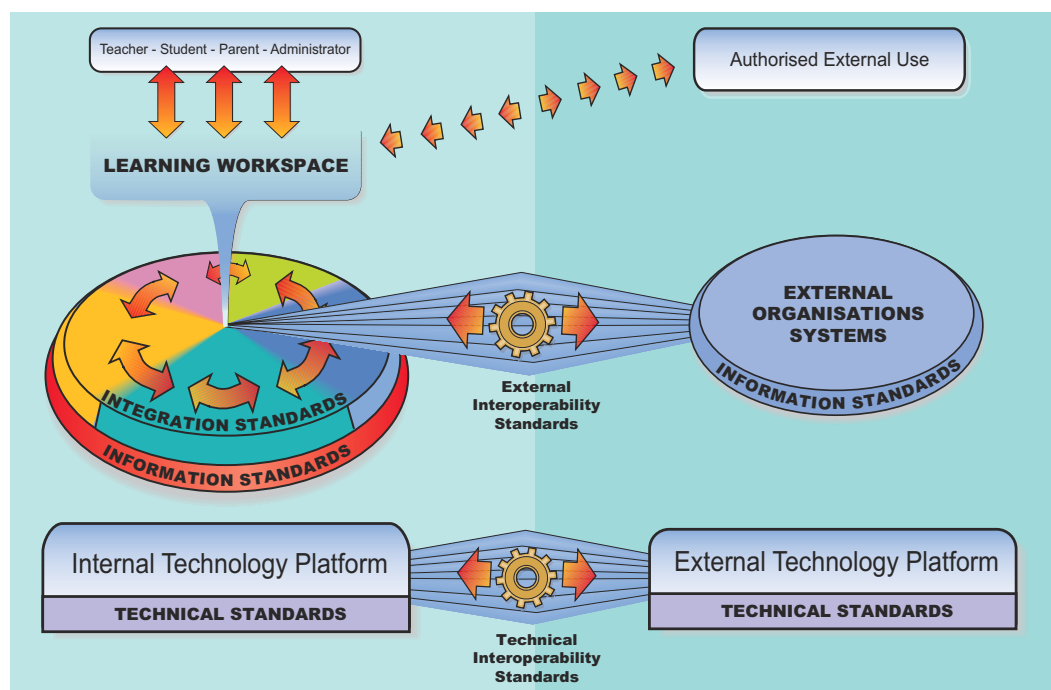 Teacher - Student - Parent - Administrator
Authorised External Use
LEARNING WORKSPACE
EXTERNAL
ORGANISATIONS
SYSTEMS
INFORMATION STANDARDS
External
Interoperability
Standards
INTEGRATION STANDARDS
INFORMATION STANDARDS
Internal Technology Platform
TECHNICAL STANDARDS
External Technology Platform
TECHNICAL STANDARDS
Technical
Interoperability
Standards